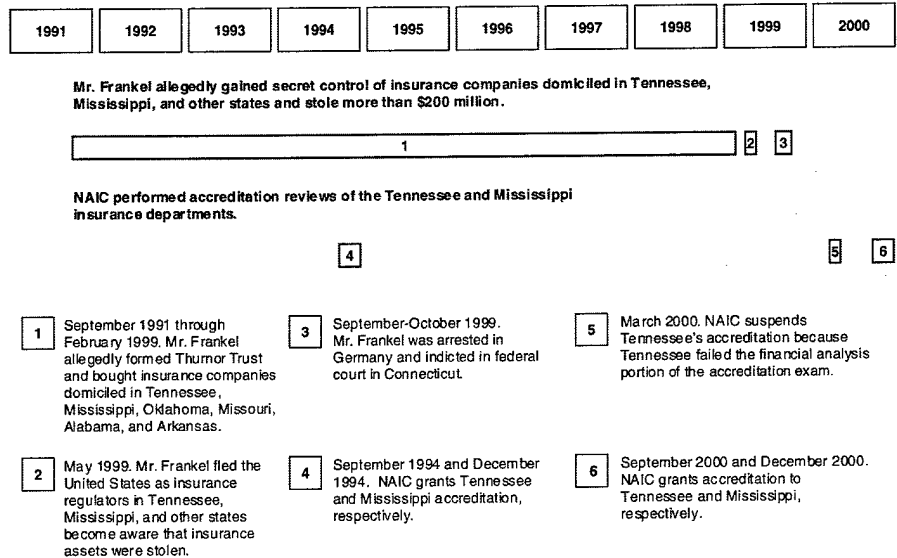 1991 1992 1993 1994 1995 1996 1997 1998 1999 2000
Mr. Frankel allegedly gained secret control of insurance companies domiciled in Tennessee,
Mississippi, and other states and stole more than $200 million.
1 2 3
NAIC performed accreditation reviews of the Tennessee and Mississippi
insurance departments.
4 5 6
1
September 1991 through
February 1999. Mr. Frankel
allegedly formed Thurnor Trust
and bought insurance companies
domiciled in Tennessee,
Mississippi, Oklahoma, Missouri,
Alabama, and Arkansas.
2
May 1999. Mr. Frankel fled the
United States as insurance
regulators in Tennessee,
Mississippi, and other states
become aware that insurance
assets were stolen.
3
September-October 1999.
Mr. Frankel was arrested in
Germany and indicted in federal
court in Connecticut.
4
September 1994 and December
1994. NAIC grants Tennessee
and Mississippi accreditation,
respectively.
5
March 2000. NAIC suspends
Tennessee's accreditation because
Tennessee failed the financial analysis
portion of the accreditation exam.
6
September 2000 and December 2000.
NAIC grants accreditation to
Tennessee and Mississippi,
respectively.